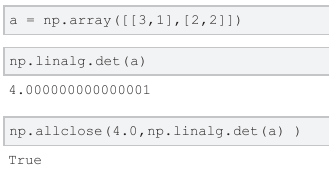 a = np.array([[3,1],[2,2]])
np.linalg.det(a)
4.000000000000001
np.allclose(4.0,np.linalg.det(a) )
True